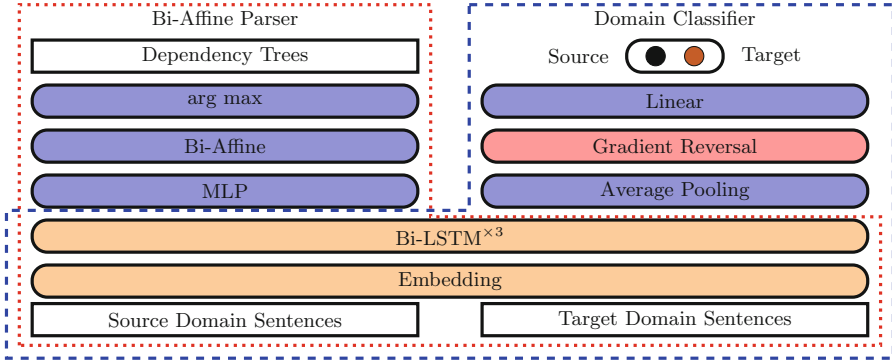 Bi-Affine Parser
Dependency Trees
arg max
Bi-Affine
MLP
Domain Classifier
Source Target
Linear
Gradient Reversal
Average Pooling
Bi-LSTM×3
Embedding
Source Domain Sentences
Target Domain Sentences